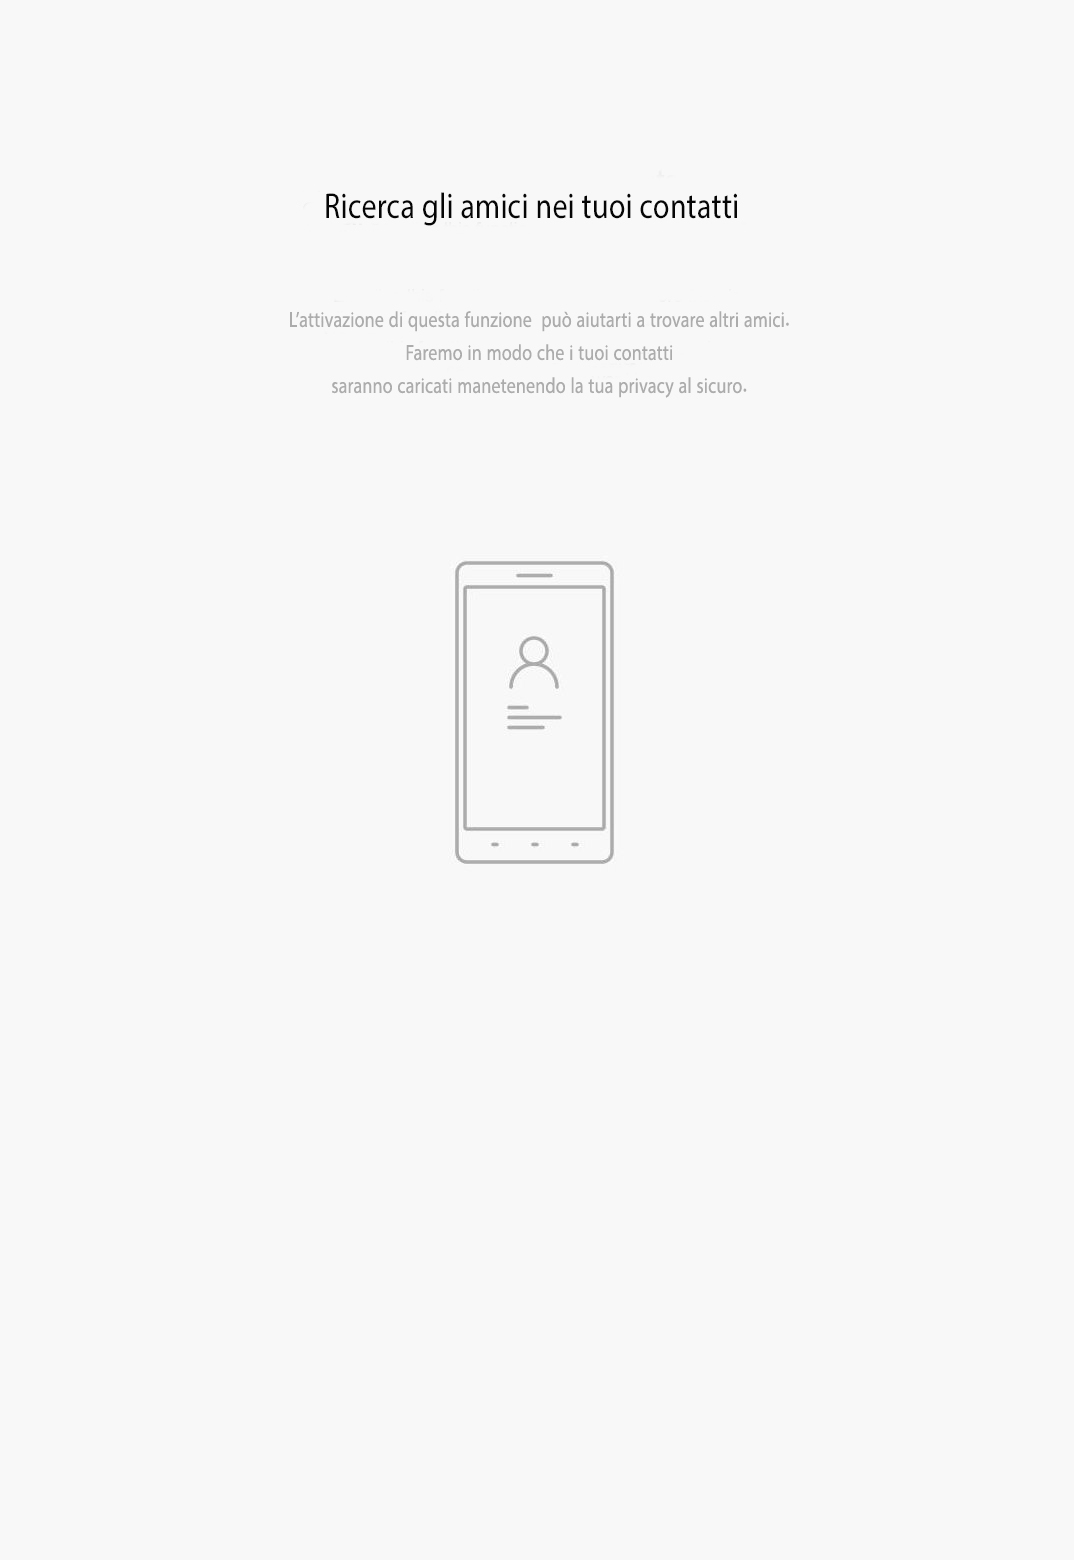 Ricerca gli amici nei tuoi contatti
L'attivazione di questa funzione può aiutarti a trovare altri amici.
Faremo in modo che i tuoi contatti
saranno caricati manetenendo la tua privacy al sicuro.